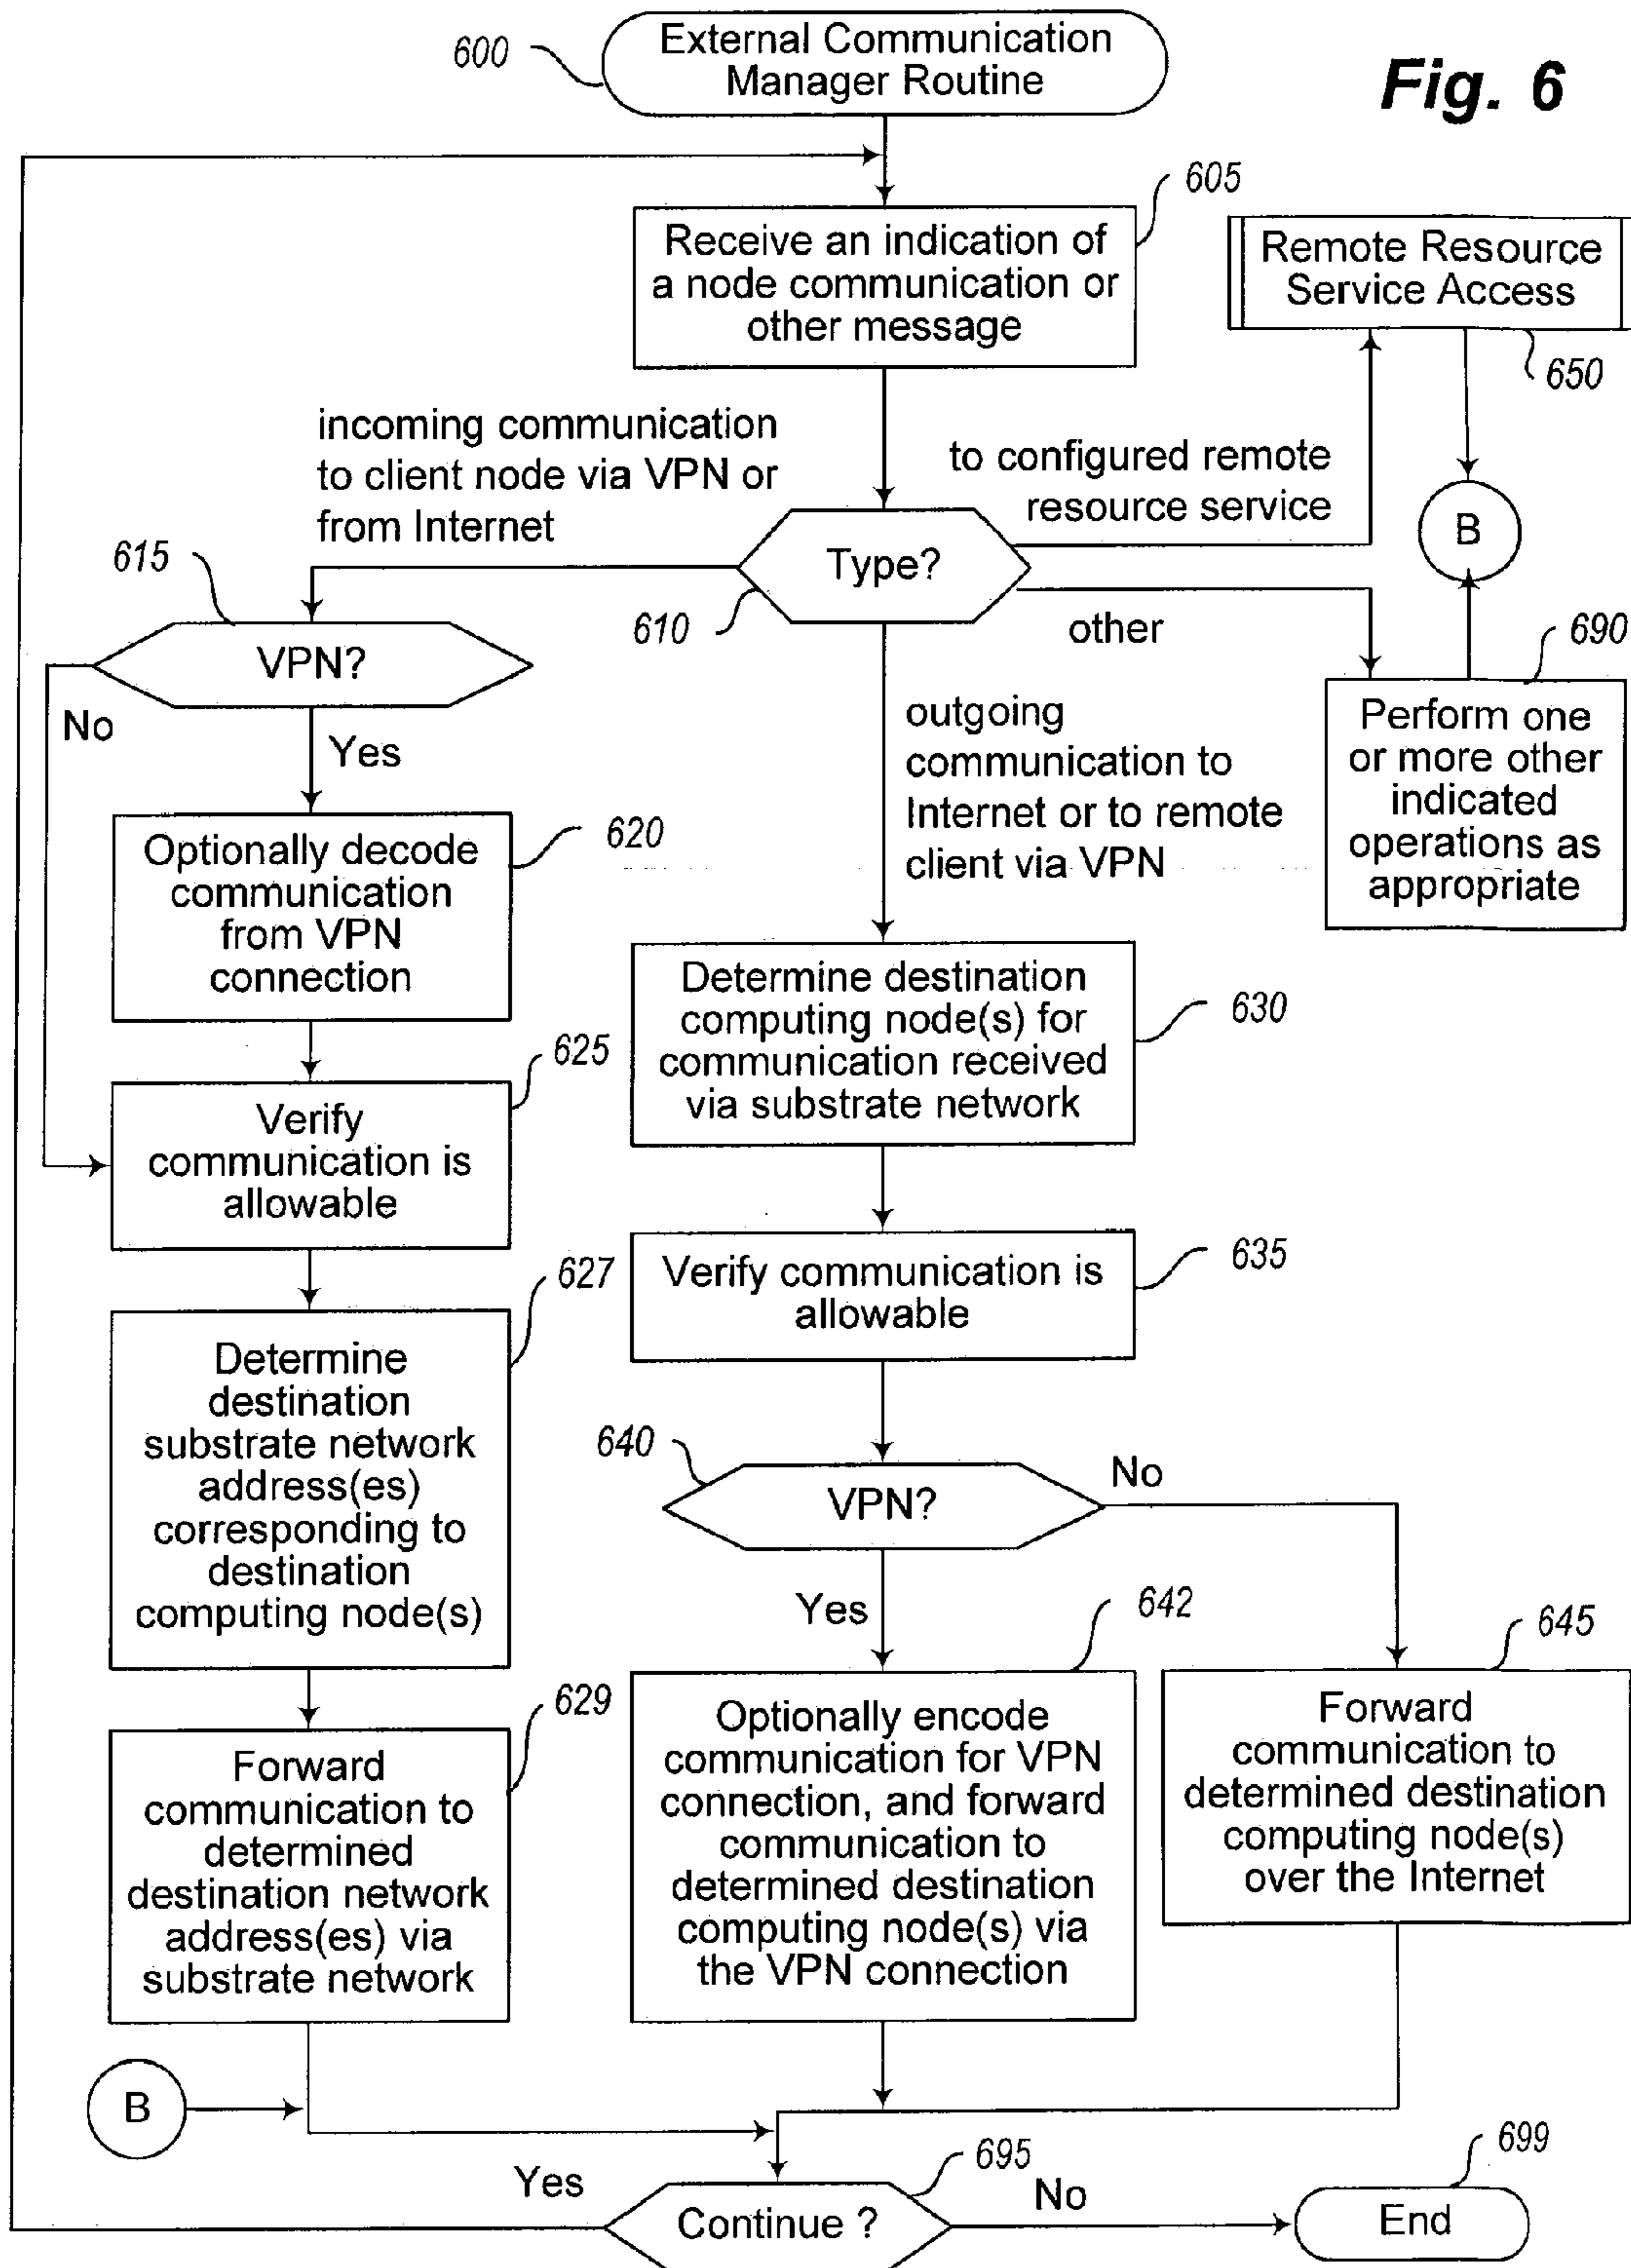 External Communication
Manager Routine
600
Fig. 6
605
Receive an indication of
a node communication or
other message
Remote Resource
Service Access
650
incoming communication
to client node via VPN or
from Internet
to configured remote
resource service
B
Type?
610
other
615
VPN?
No
Yes
outgoing
communication to
Internet or to remote
client via VPN
690
Perform one
or more other
indicated
operations as
appropriate
Optionally decode
communication
from VPN
connection
620
Determine destination
computing node(s) for
communication received
via substrate network
630
625
Verify
communication is
allowable
Verify communication is
allowable
635
627
Determine
destination
substrate network
address(es)
corresponding to
destination
computing node(s)
640
VPN?
No
Yes
642
645
629
Forward
communication to
determined
destination network
address(es) via
substrate network
Optionally encode
communication for VPN
connection, and forward
communication to
determined destination
computing node(s) via
the VPN connection
Forward
communication to
determined destination
computing node(s)
over the Internet
B
Yes
695
Continue ?
No
699
End